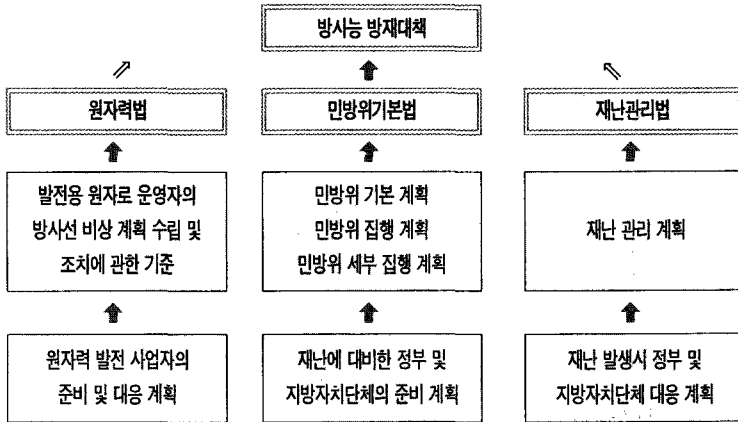 방사능 방재대책
원자력법
민방위기본법
재난관리법
발전용 원자로 운영자의
방사선 비상 계획 수립 및
조치에 관한 기준
민방위 기본 계획
민방위 집행 계획
민방위 세부 집행 계획
재난 관리 계획
원자력 발전 사업자의
준비 및 대응 계획
재난에 대비한 정부 및
지방자치단체의 준비 계획
재난 발생시 정부 및
지방자치단체 대응 계획